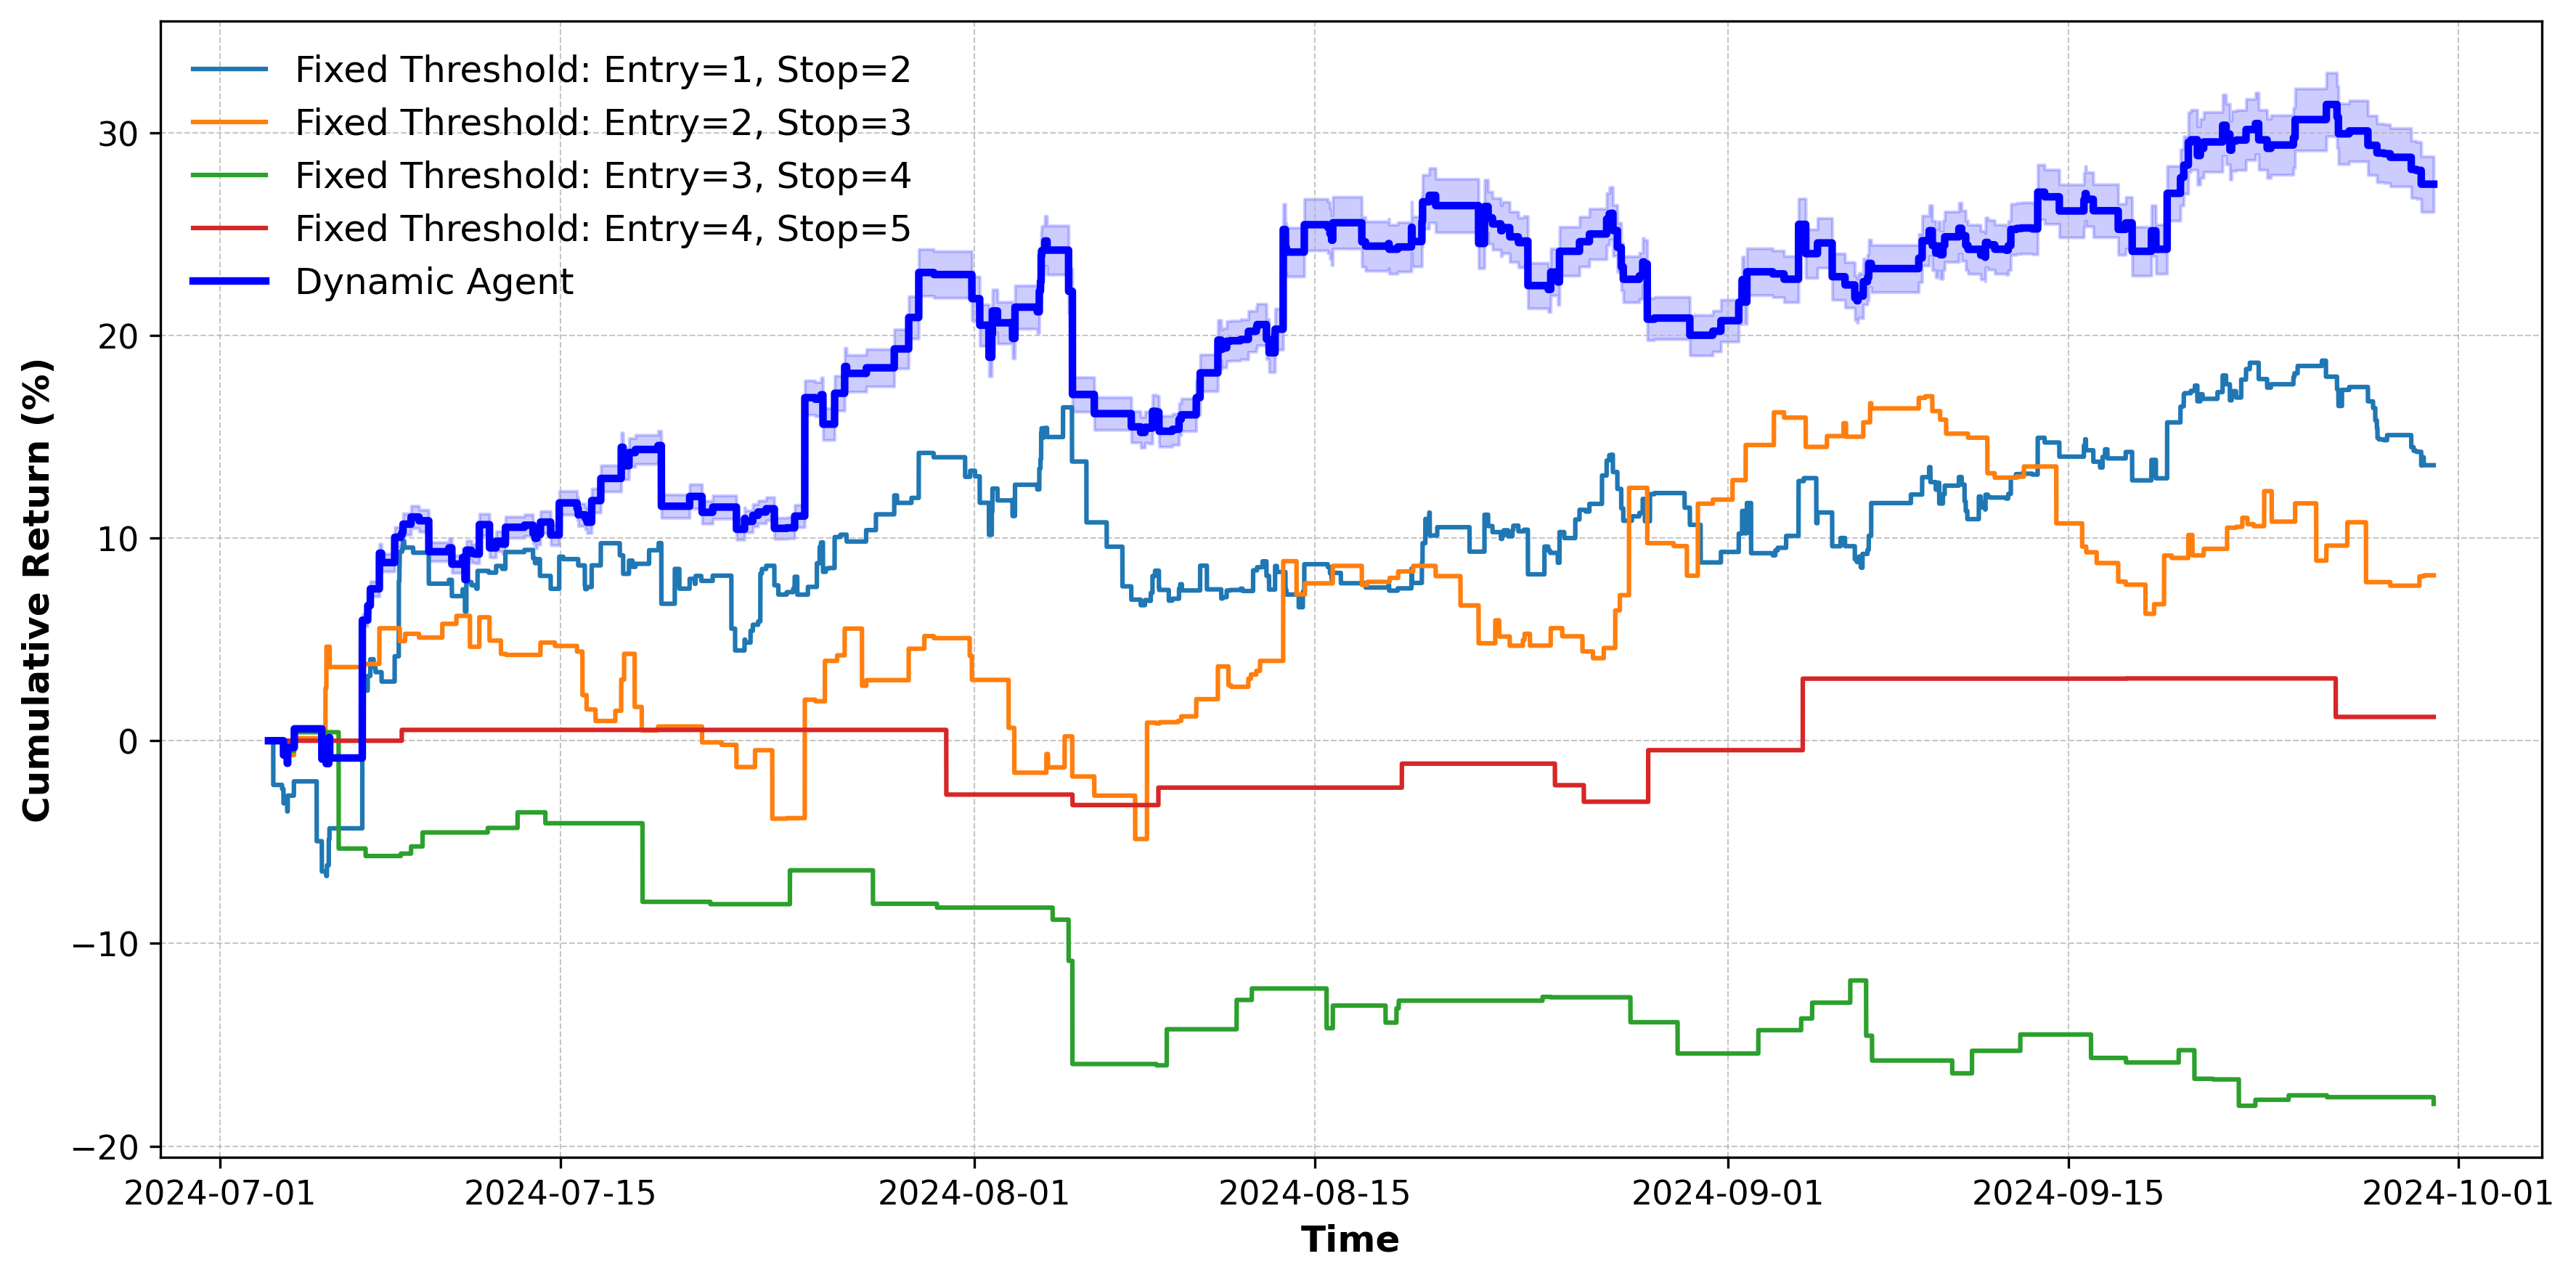 Fixed Threshold: Entry=1, Stop=2
Fixed Threshold: Entry=2, Stop=3
Fixed Threshold: Entry=3, Stop=4
Fixed Threshold: Entry=4, Stop=5
Dynamic Agent
Cumulative Return (%)
30
20
10
0
−10
−20
2024-07-01
2024-07-15
2024-08-01
2024-08-15
2024-09-01
2024-09-15
2024-10-01
Time